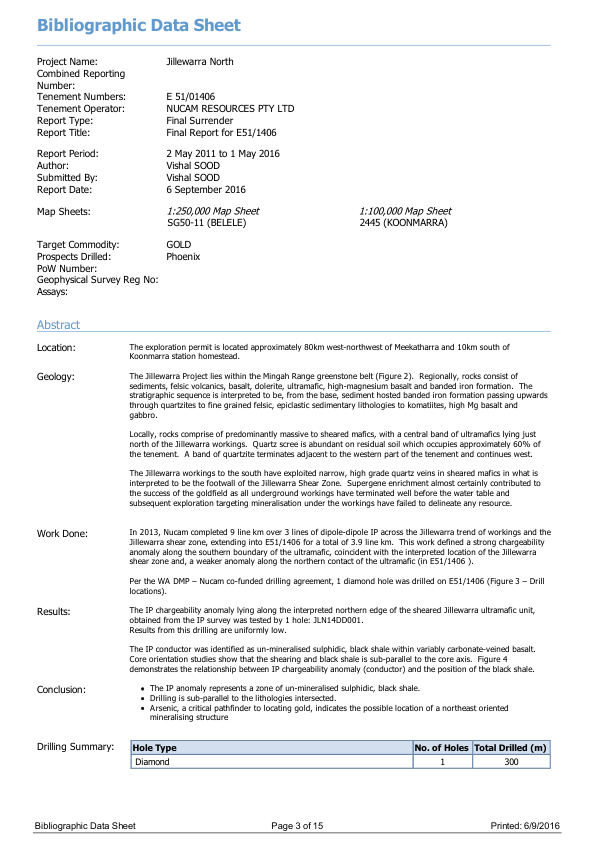 Bibliographic Data Sheet
Project Name: Jillewarra North
Combined Reporting
Number:
Tenement Numbers: E 51/01406
Tenement Operator: NUCAM RESOURCES PTY LTD
Report Type: Final Surrender
Report Title: Final Report for E51/1406
Report Period: 2 May 2011 to 1 May 2016
Author: Vishal SOOD
Submitted By: Vishal SOOD
Report Date: 6 September 2016
Map Sheets: 1:250,000 Map Sheet 1:100,000 Map Sheet
SG50-11 (BELELE) 2445 (KOONMARRA)
Target Commodity: GOLD
Prospects Drilled: Phoenix
PoW Number:
Geophysical Survey Reg No:
Assays:
Abstract
Location: The exploration permit is located approximately 80km west-northwest of Meekatharra and 10km south of
Koonmarra station homestead.
Geology: The Jillewarra Project lies within the Mingah Range greenstone belt (Figure 2). Regionally, rocks consist of
sediments, felsic volcanics, basalt, dolerite, ultramafic, high-magnesium basalt and banded iron formation. The
stratigraphic sequence is interpreted to be, from the base, sediment hosted banded iron formation passing upwards
through quartzites to fine grained felsic, epiclastic sedimentary lithologies to komatiites, high Mg basalt and
gabbro.
Locally, rocks comprise of predominantly massive to sheared mafics, with a central band of ultramafics lying just
north of the Jillewarra workings. Quartz scree is abundant on residual soil which occupies approximately 60% of
the tenement. A band of quartzite terminates adjacent to the western part of the tenement and continues west.
The Jillewarra workings to the south have exploited narrow, high grade quartz veins in sheared mafics in what is
interpreted to be the footwall of the Jillewarra Shear Zone. Supergene enrichment almost certainly contributed to
the success of the goldfield as all underground workings have terminated well before the water table and
subsequent exploration targeting mineralisation under the workings have failed to delineate any resource.
Work Done: In 2013, Nucam completed 9 line km over 3 lines of dipole-dipole IP across the Jillewarra trend of workings and the
Jillewarra shear zone, extending into E51/1406 for a total of 3.9 line km. This work defined a strong chargeability
anomaly along the southern boundary of the ultramafic, coincident with the interpreted location of the Jillewarra
shear zone and, a weaker anomaly along the northern contact of the ultramafic (in E51/1406 ).
Per the WA DMP – Nucam co-funded drilling agreement, 1 diamond hole was drilled on E51/1406 (Figure 3 – Drill
locations).
Results: The IP chargeability anomaly lying along the interpreted northern edge of the sheared Jillewarra ultramafic unit,
obtained from the IP survey was tested by 1 hole: JLN14DD001.
Results from this drilling are uniformly low.
The IP conductor was identified as un-mineralised sulphidic, black shale within variably carbonate-veined basalt.
Core orientation studies show that the shearing and black shale is sub-parallel to the core axis. Figure 4
demonstrates the relationship between IP chargeability anomaly (conductor) and the position of the black shale.
Conclusion: • The IP anomaly represents a zone of un-mineralised sulphidic, black shale.
• Drilling is sub-parallel to the lithologies intersected.
• Arsenic, a critical pathfinder to locating gold, indicates the possible location of a northeast oriented
mineralising structure
Drilling Summary: Hole Type No. of Holes Total Drilled (m)
Diamond 1 300
Bibliographic Data Sheet Page 3 of 15 Printed: 6/9/2016